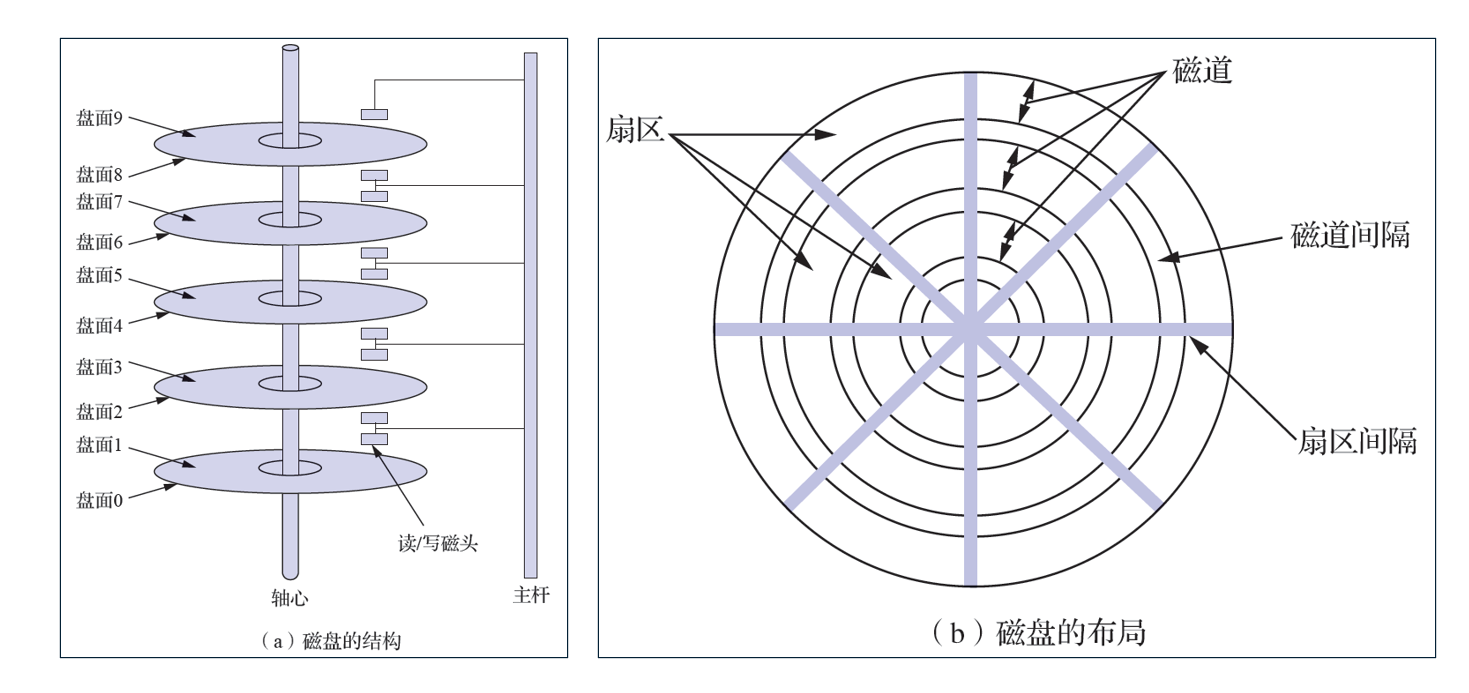 盘面9
盘面8
盘面7
盘面6
盘面5
盘面4
盘面3
盘面2
盘面1
盘面0
读/写磁头
轴心
主杆
（a）磁盘的结构
磁道
扇区
磁道间隔
扇区间隔
（b）磁盘的布局